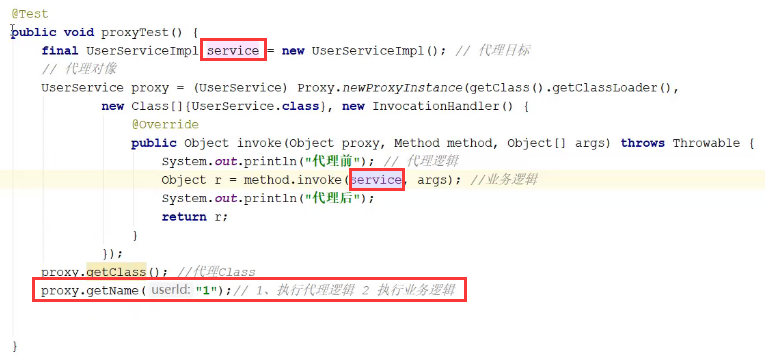 @Test
public void proxyTest() {
final UserServiceImpl service = new UserServiceImpl(); // 代理目标
// 代理对像
UserService proxy = (UserService) Proxy.newProxyInstance(getClass().getClassLoader(),
new Class[]{UserService.class}, new InvocationHandler() {
@Override
public Object invoke(Object proxy, Method method, Object[] args) throws Throwable {
System.out.println("代理前"); // 代理逻辑
Object r = method.invoke(service, args); //业务逻辑
System.out.println("代理后");
return r;
}
});
proxy.getClass(); //代理Class
proxy.getName( userId: "1");// 1、执行代理逻辑 2 执行业务逻辑
}